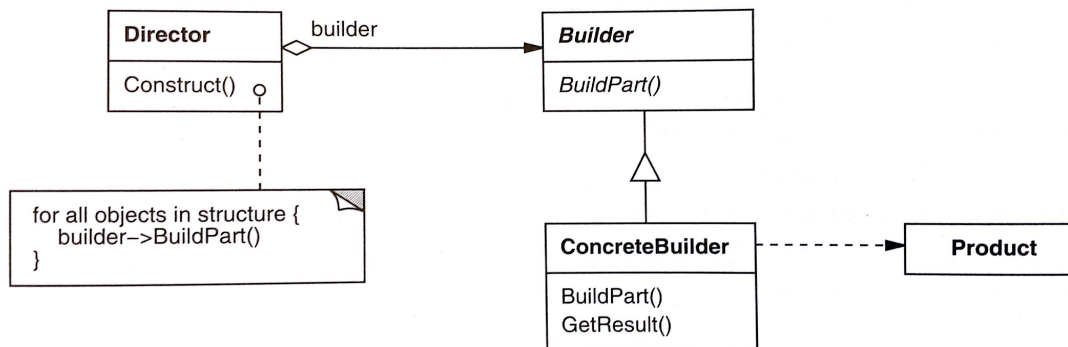 Director
Construct()
builder
Builder
BuildPart()
for all objects in structure {
builder->BuildPart()
}
ConcreteBuilder
BuildPart()
GetResult()
Product